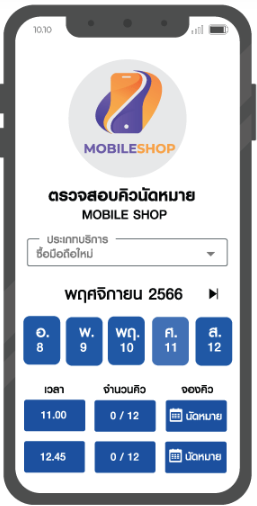 10.10
MOBILESHOP
ตรวจสอบคิวนัดหมาย
MOBILE SHOP
ประเภทบริการ
ซื้อมือถือใหม่
พฤศจิกายน 2566
อ. พ. พฤ. ศ. ส.
8 9 10 11 12
เวลา จำนวนคิว จองคิว
11.00 0 / 12 นัดหมาย
12.45 0 / 12 นัดหมาย